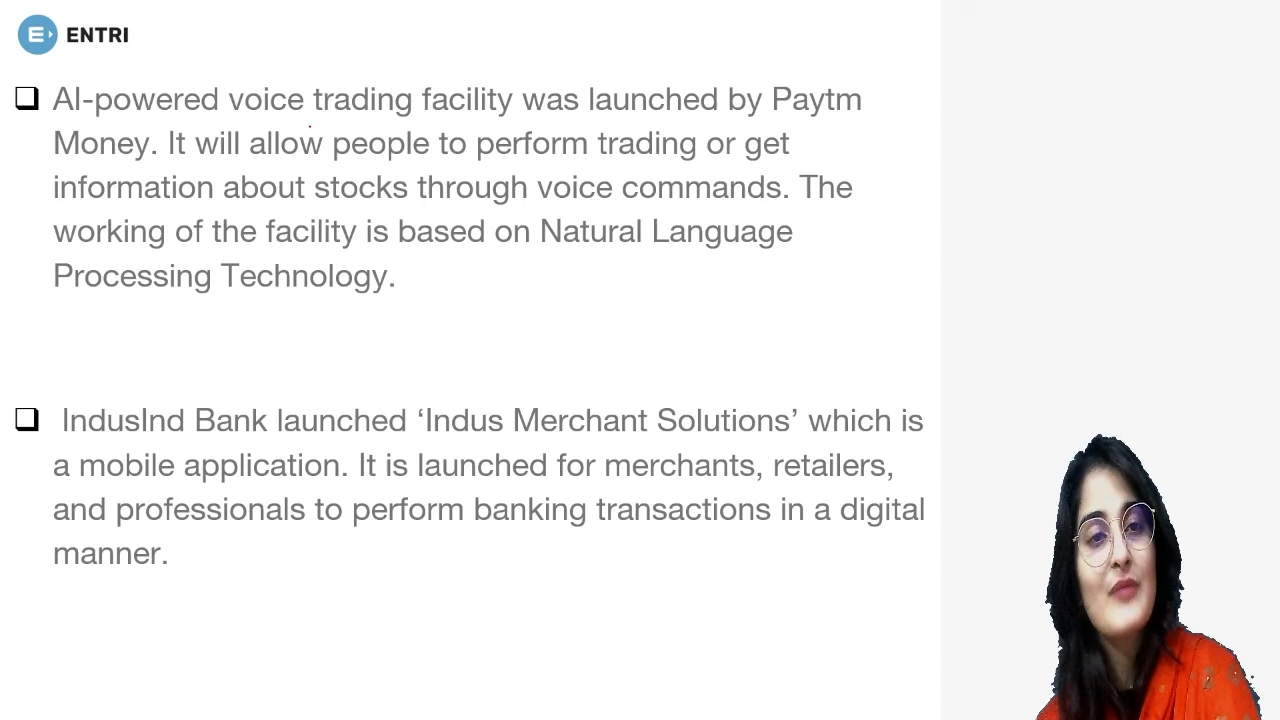 ENTRI
AI-powered voice trading facility was launched by Paytm
Money. It will allow people to perform trading or get
information about stocks through voice commands. The
working of the facility is based on Natural Language
Processing Technology.
IndusInd Bank launched ‘Indus Merchant Solutions’ which is
a mobile application. It is launched for merchants, retailers,
and professionals to perform banking transactions in a digital
manner.